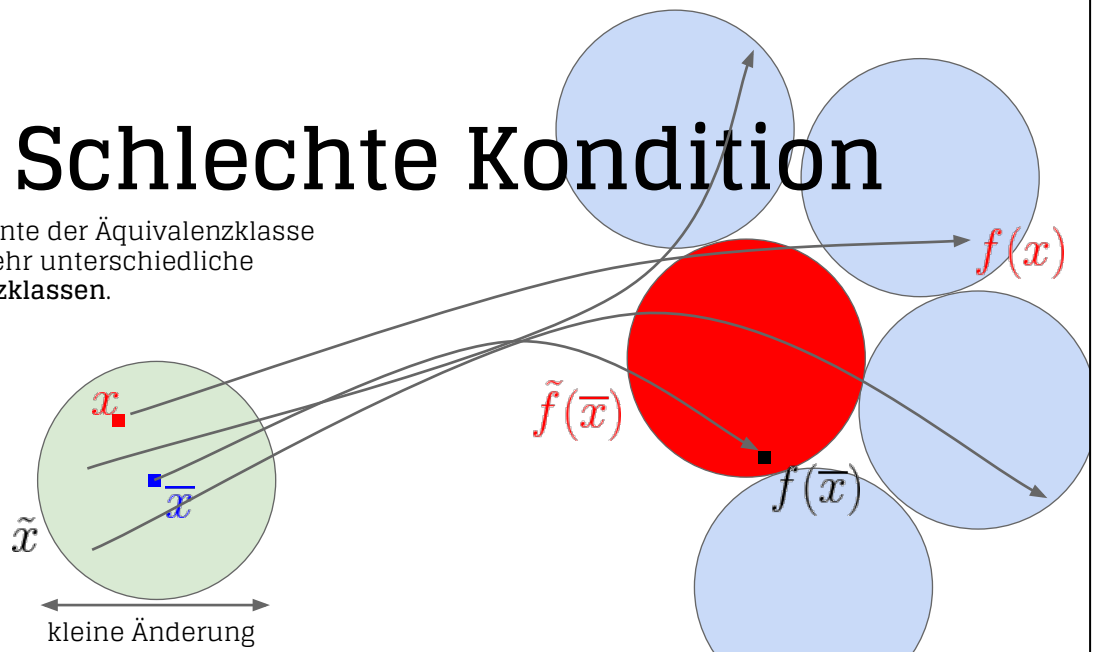 Schlechte Kondition
nte der Äquivalenzklasse
ehr unterschiedliche
zklassen.
f(x)
x
f̃(x̅)
f(x̅)
x̅
x̃
kleine Änderung